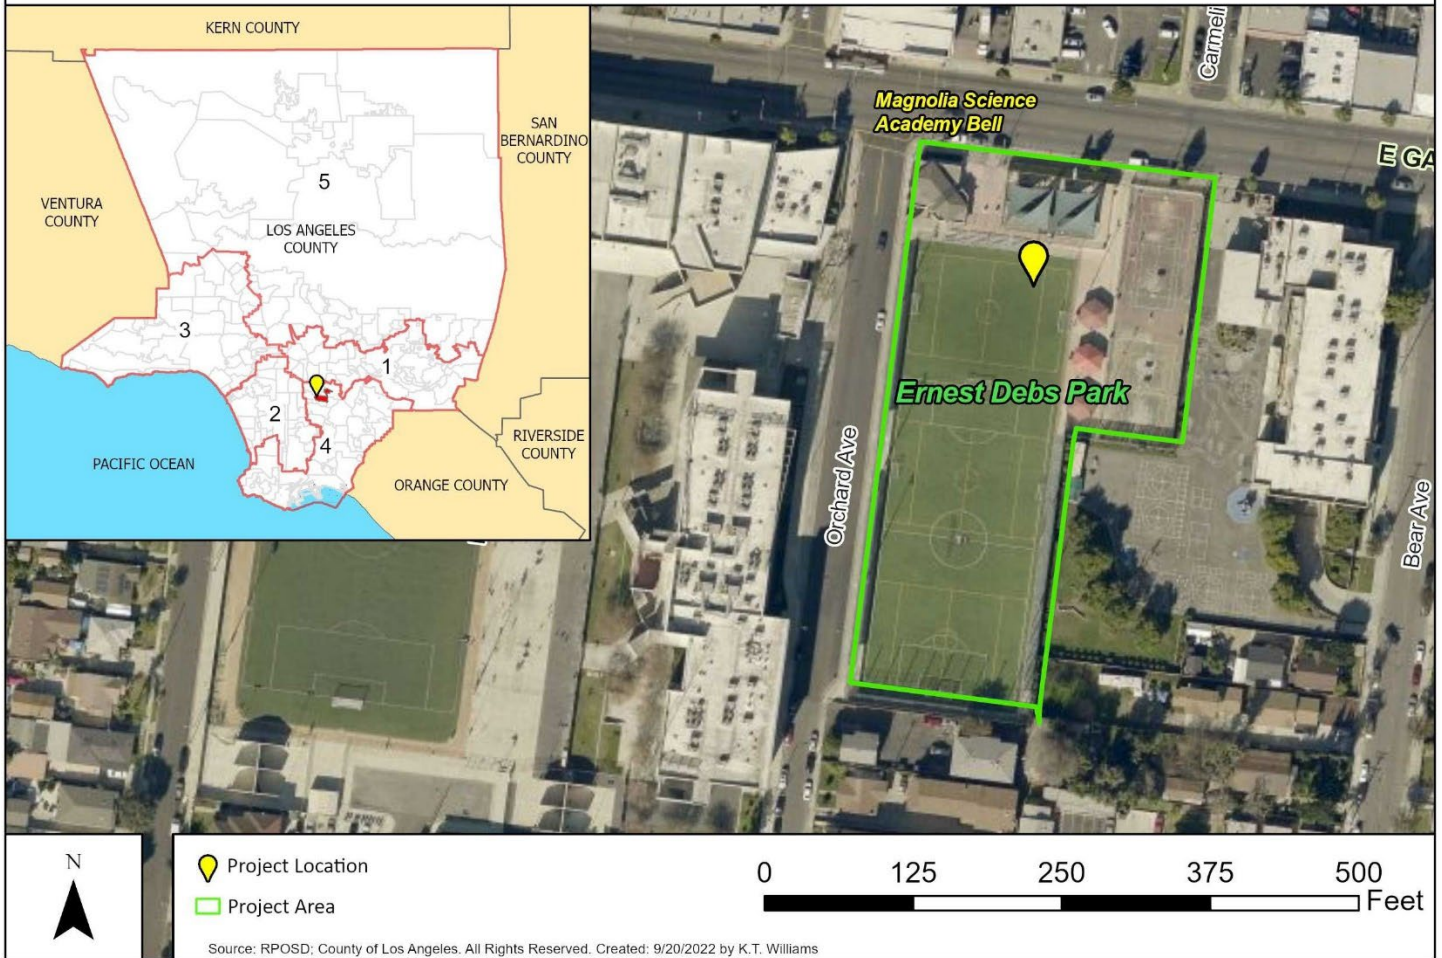 KERN COUNTY
SAN
BERNARDINO
COUNTY
VENTURA
COUNTY
5
LOS ANGELES
COUNTY
3
1
2
4
PACIFIC OCEAN
RIVERSIDE
COUNTY
ORANGE COUNTY
Carmeli
Magnolia Science
Academy Bell
E GA
Ernest Debs Park
Orchard Ave
Bear Ave
N
Project Location
Project Area
0 125 250 375 500
Feet
Source: RPOSD; County of Los Angeles. All Rights Reserved. Created: 9/20/2022 by K.T. Williams